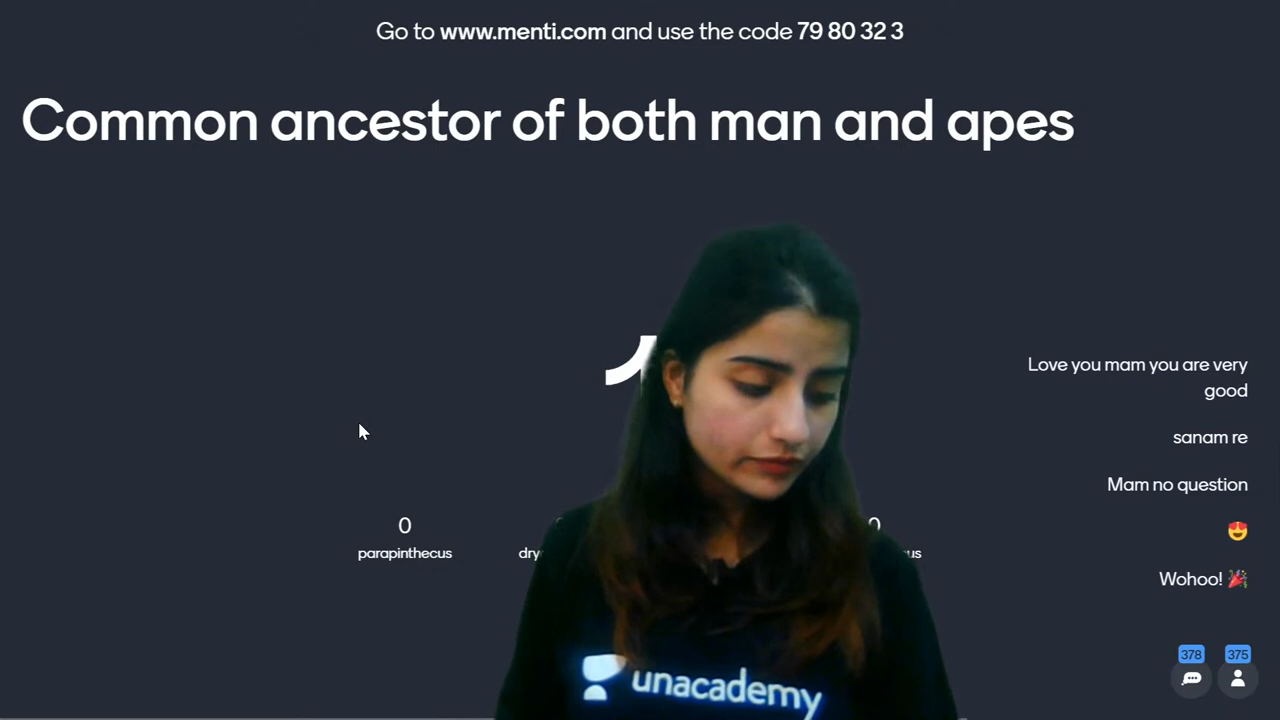 Go to www.menti.com and use the code 79 80 32 3
Common ancestor of both man and apes
Love you mam you are very
good
sanam re
Mam no question
😍
Wohoo! 🎉
0
0
parapinthecus
unacademy
378
375